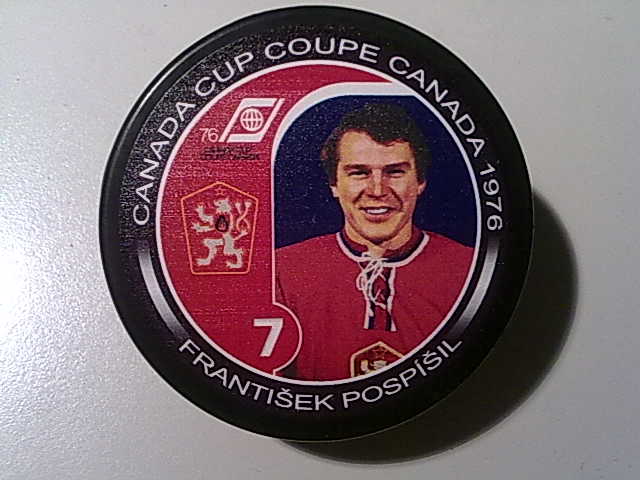 CANADA CUP COUPE CANADA 1976
76
7
FRANTIŠEK POSPÍŠIL